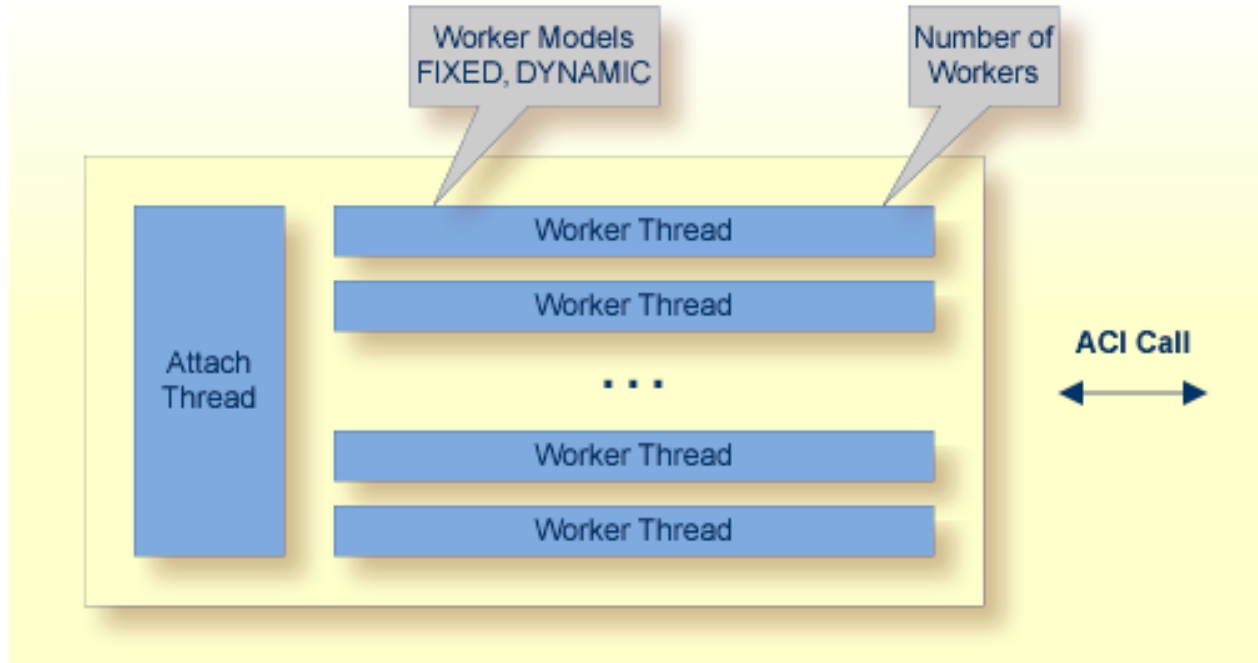 Worker Models
FIXED, DYNAMIC
Number of
Workers
Attach
Thread
Worker Thread
Worker Thread
...
Worker Thread
Worker Thread
ACI Call